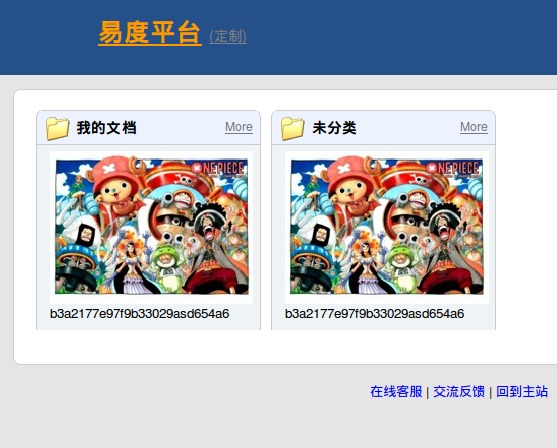 易度平台 (定制)
我的文档 More
未分类 More
ONE PIECE
ONE PIECE
b3a2177e97f9b33029asd654a6
b3a2177e97f9b33029asd654a6
在线客服 | 交流反馈 | 回到主站